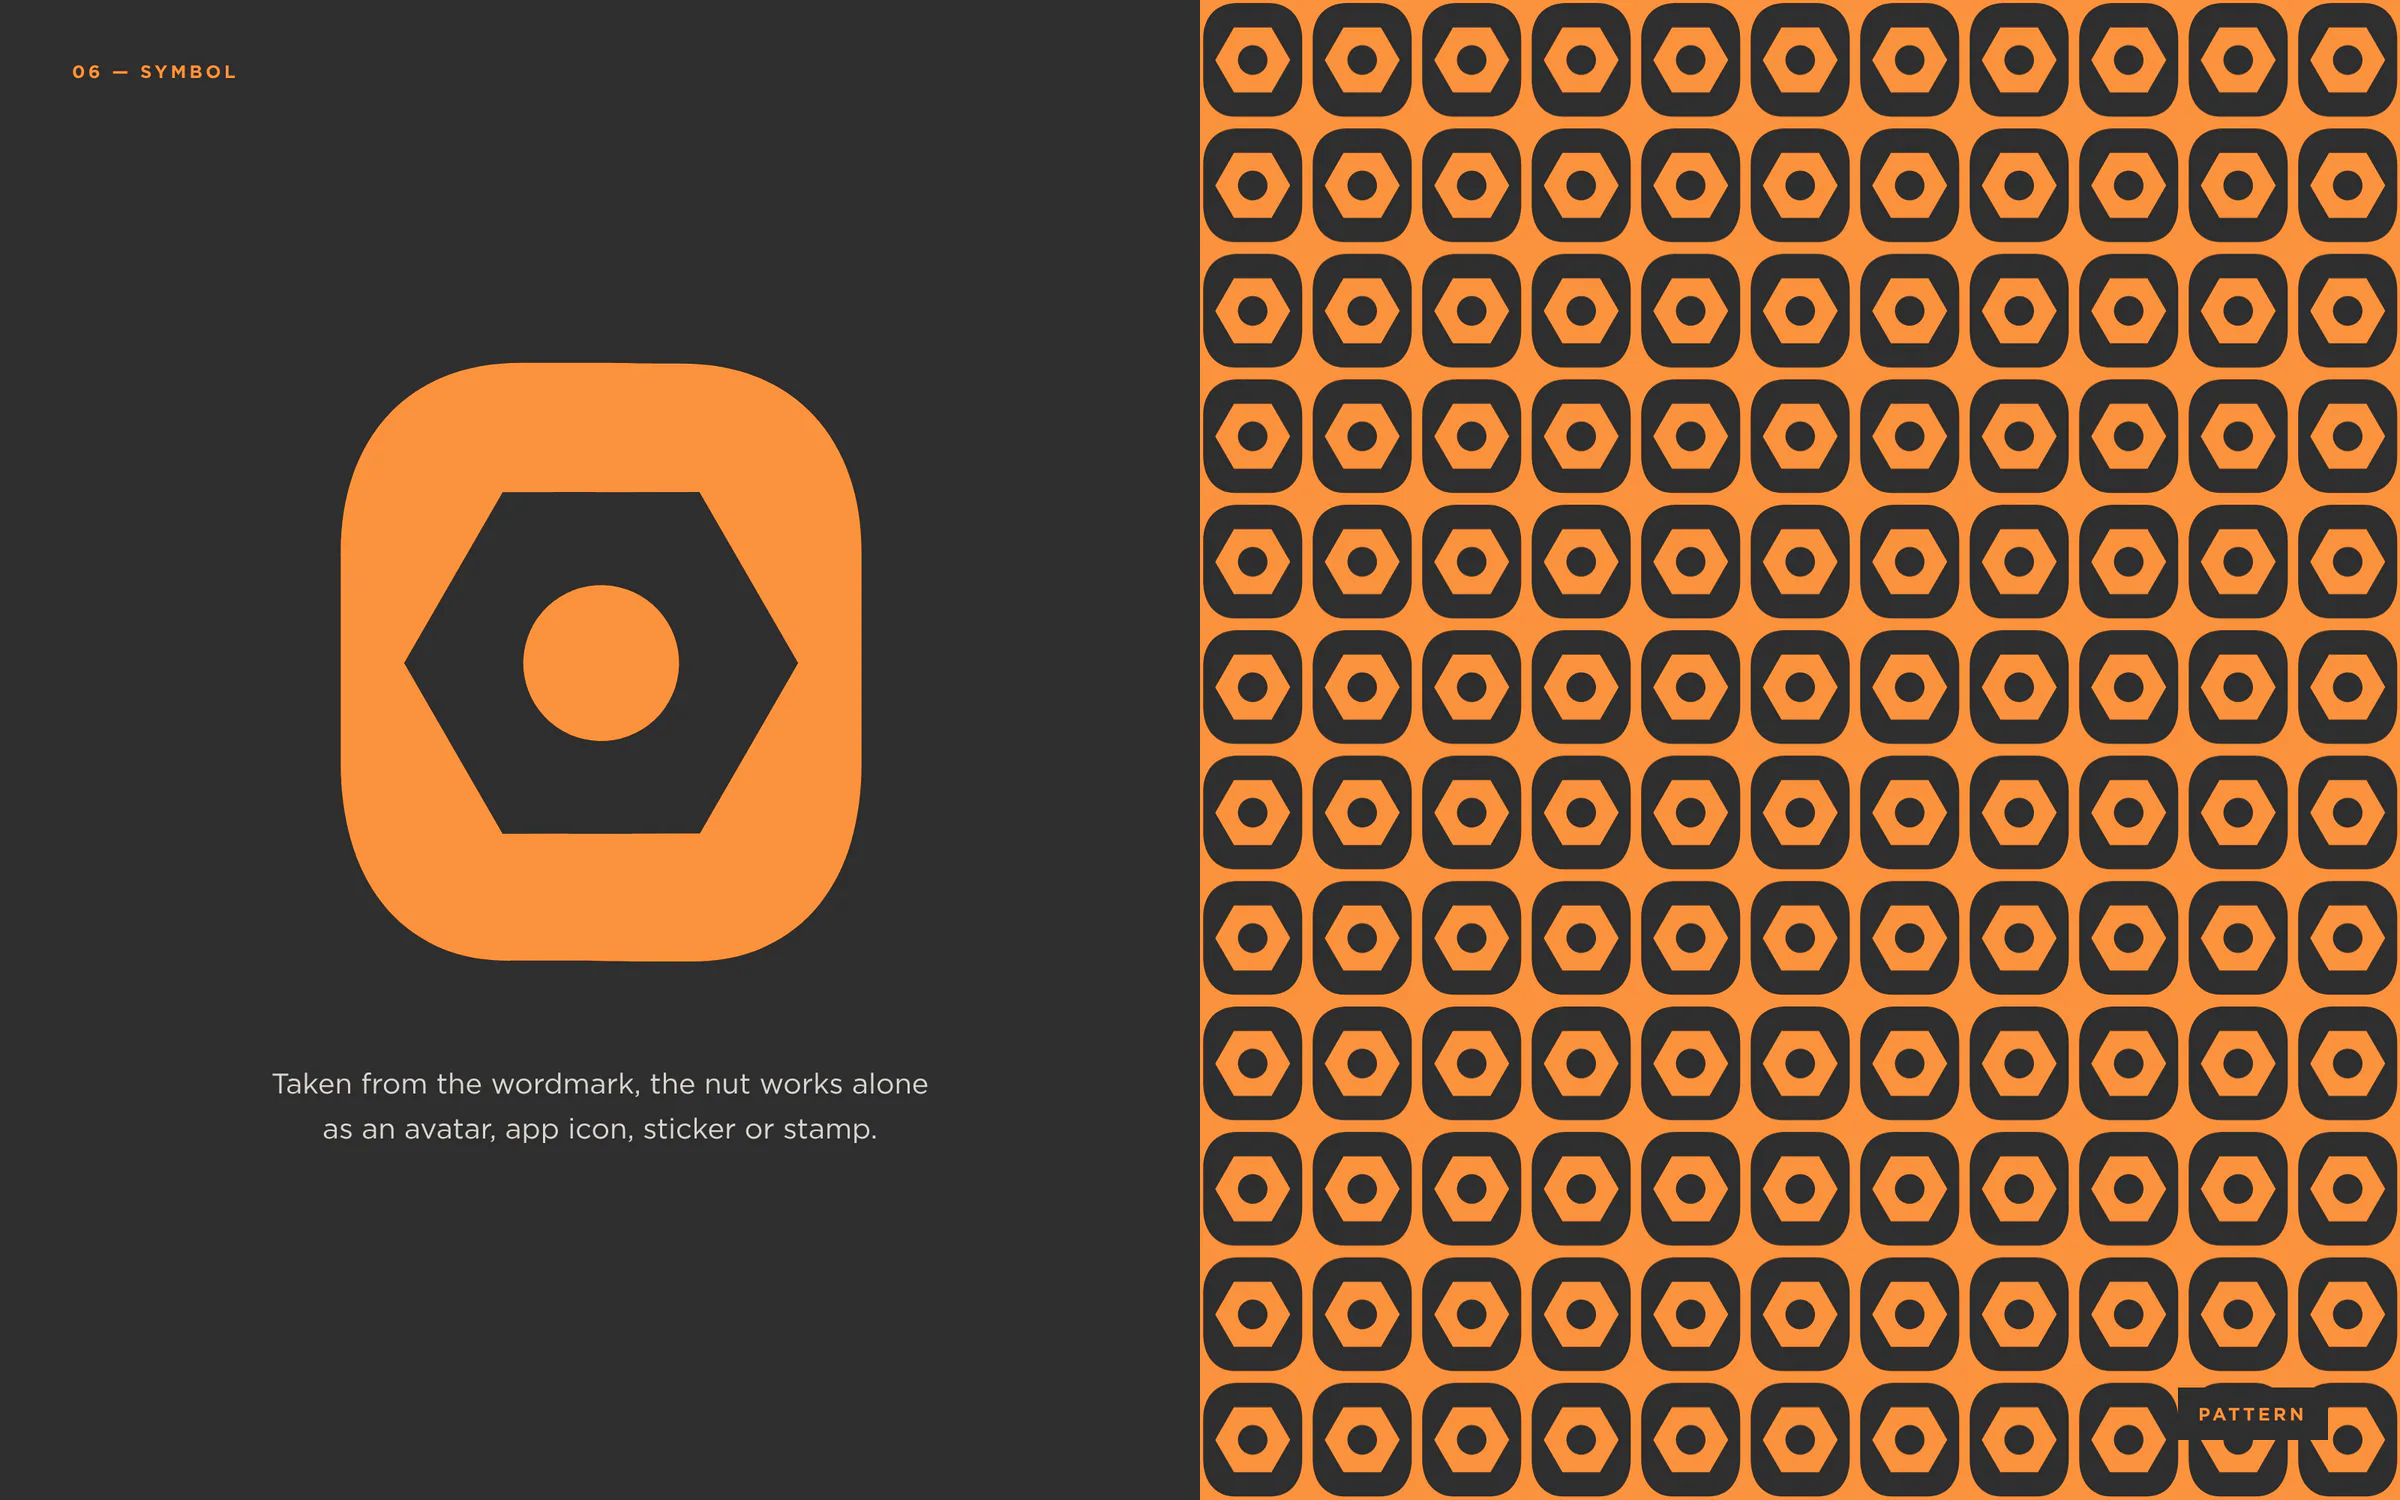 06 — SYMBOL
Taken from the wordmark, the nut works alone
as an avatar, app icon, sticker or stamp.
PATTERN